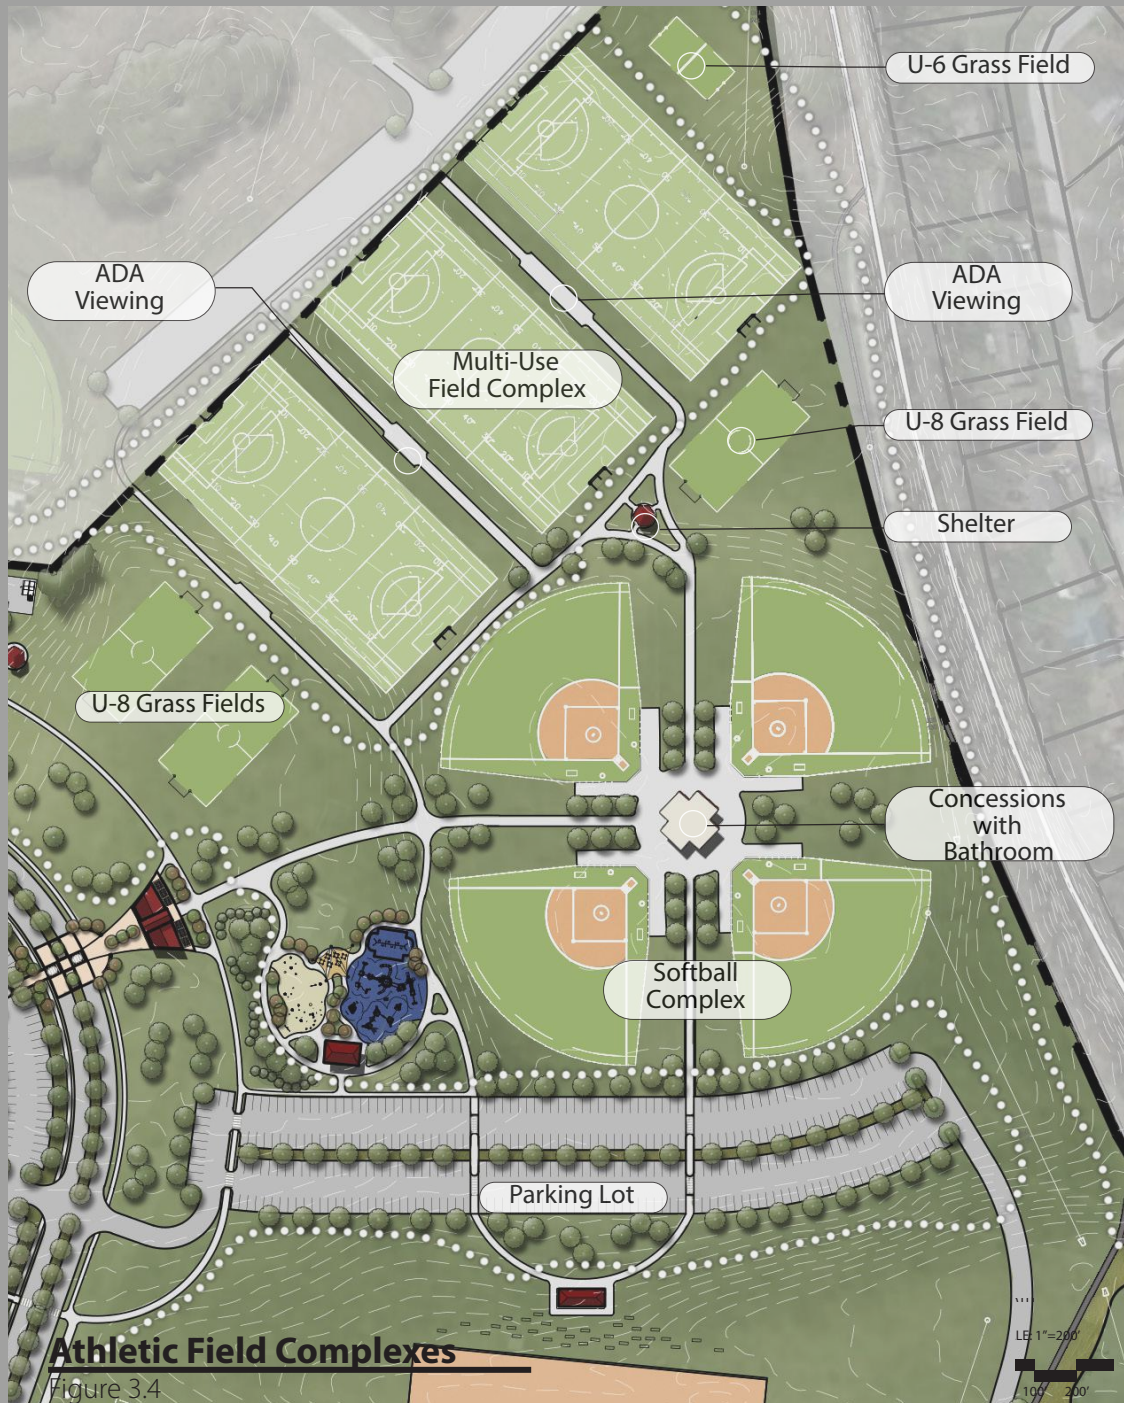 U-6 Grass Field
ADA
Viewing
ADA
Viewing
Multi-Use
Field Complex
U-8 Grass Field
Shelter
U-8 Grass Fields
Concessions
with
Bathroom
Softball
Complex
Parking Lot
Athletic Field Complexes
Figure 3.4
LE: 1"=200'
100' 200'